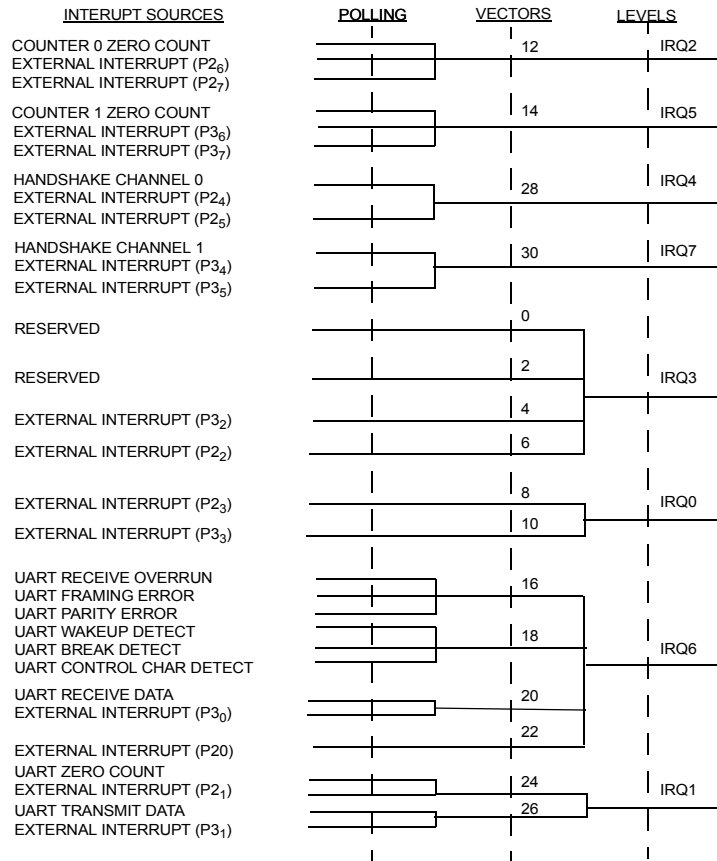 INTERUPT SOURCES POLLING VECTORS LEVELS
COUNTER 0 ZERO COUNT 12 IRQ2
EXTERNAL INTERRUPT (P2₆)
EXTERNAL INTERRUPT (P2₇)
COUNTER 1 ZERO COUNT 14 IRQ5
EXTERNAL INTERRUPT (P3₆)
EXTERNAL INTERRUPT (P3₇)
HANDSHAKE CHANNEL 0 28 IRQ4
EXTERNAL INTERRUPT (P2₄)
EXTERNAL INTERRUPT (P2₅)
HANDSHAKE CHANNEL 1 30 IRQ7
EXTERNAL INTERRUPT (P3₄)
EXTERNAL INTERRUPT (P3₅)
RESERVED 0
RESERVED 2 IRQ3
EXTERNAL INTERRUPT (P3₂) 4
EXTERNAL INTERRUPT (P2₂) 6
EXTERNAL INTERRUPT (P2₃) 8 IRQ0
EXTERNAL INTERRUPT (P3₃) 10
UART RECEIVE OVERRUN 16
UART FRAMING ERROR
UART PARITY ERROR
UART WAKEUP DETECT 18
UART BREAK DETECT IRQ6
UART CONTROL CHAR DETECT
UART RECEIVE DATA 20
EXTERNAL INTERRUPT (P3₀)
EXTERNAL INTERRUPT (P20) 22
UART ZERO COUNT 24 IRQ1
EXTERNAL INTERRUPT (P2₁)
UART TRANSMIT DATA 26
EXTERNAL INTERRUPT (P3₁)